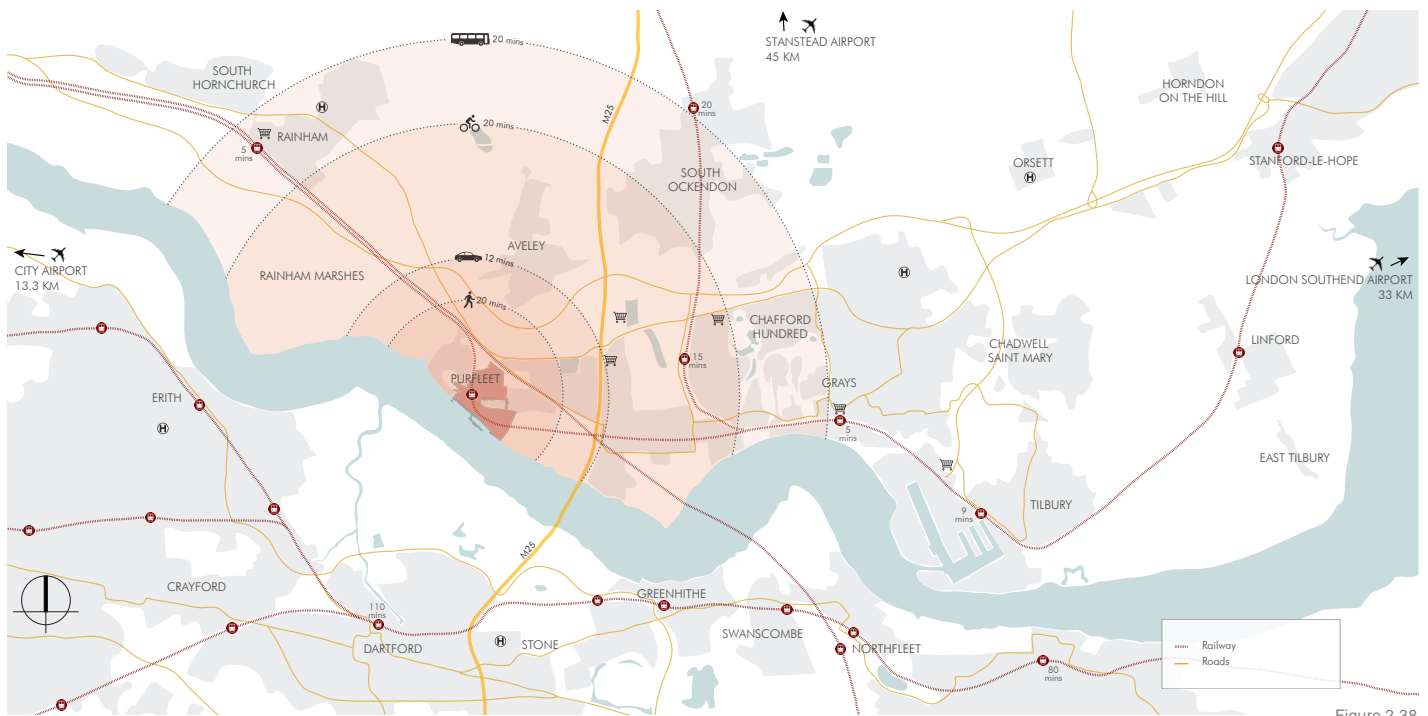 20 mins
STANSTEAD AIRPORT
45 KM
SOUTH
HORNCHURCH
H
HORNDON
ON THE HILL
M25
20
mins
20 mins
RAINHAM
5
mins
ORSETT
H
STANFORD-LE-HOPE
SOUTH
OCKENDON
AVELEY
CITY AIRPORT
13.3 KM
RAINHAM MARSHES
12 mins
H
LONDON SOUTHEND AIRPORT
33 KM
20 mins
CHAFFORD
HUNDRED
CHADWELL
SAINT MARY
LINFORD
15
mins
PURFLEET
GRAYS
ERITH
H
5
mins
EAST TILBURY
TILBURY
9
mins
M25
CRAYFORD
110
mins
GREENHITHE
DARTFORD
H
STONE
SWANSCOMBE
NORTHFLEET
80
mins
Railway
Roads
Figure 2.38